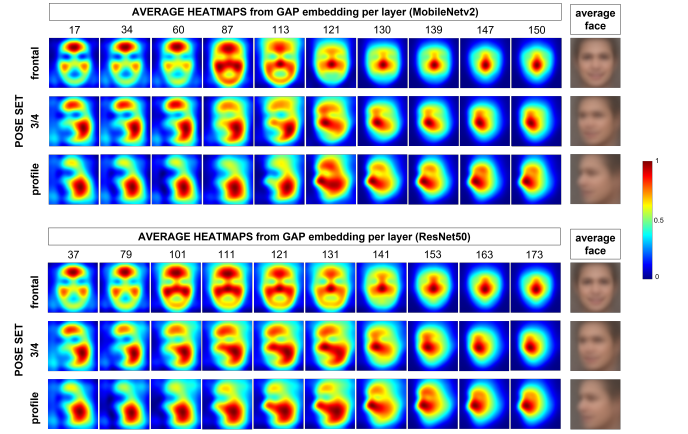 AVERAGE HEATMAPS from GAP embedding per layer (MobileNetv2)
average
face
17 34 60 87 113 121 130 139 147 150
POSE SET
frontal
3/4
profile
1
0.5
0
AVERAGE HEATMAPS from GAP embedding per layer (ResNet50)
average
face
37 79 101 111 121 131 141 153 163 173
POSE SET
frontal
3/4
profile